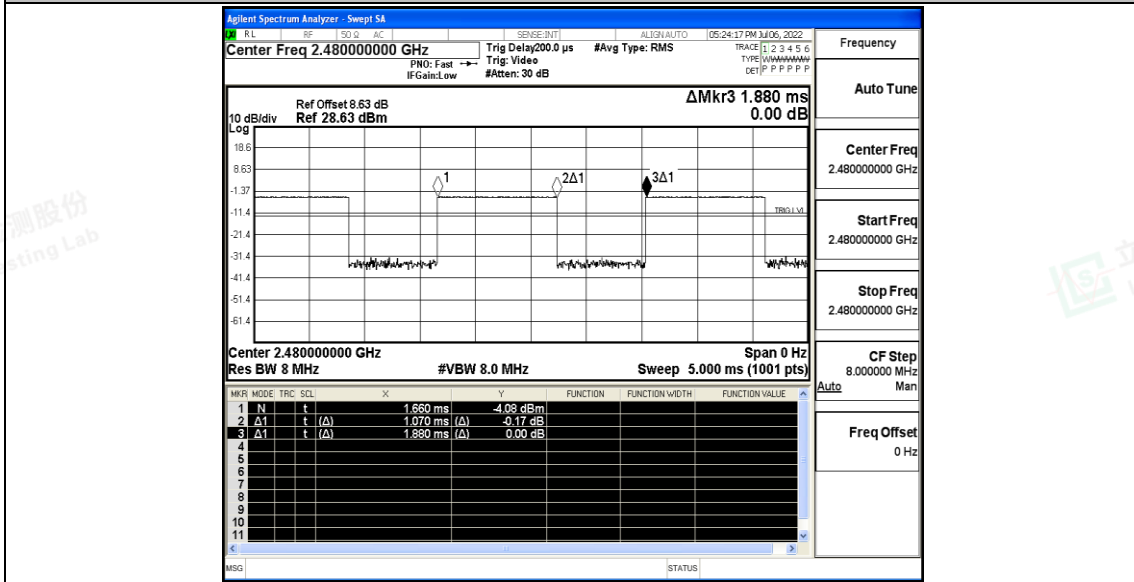 Agilent Spectrum Analyzer - Swept SA
RL RF 50 Ω AC SENSE:INT ALIGNAUTO 05:24:17 PM Jul 06, 2022
Center Freq 2.480000000 GHz
PNO: Fast
IFGain:Low
Trig Delay200.0 µs
Trig: Video
#Atten: 30 dB
#Avg Type: RMS
TRACE 1 2 3 4 5 6
TYPE WWWWWW
DET P P P P P P
Ref Offset 8.63 dB
10 dB/div Ref 28.63 dBm
Log
ΔMkr3 1.880 ms
0.00 dB
18.6
8.63
-1.37
-11.4
-21.4
-31.4
-41.4
-51.4
-61.4
1
2Δ1
3Δ1
TRIG LVL
Center 2.480000000 GHz Span 0 Hz
Res BW 8 MHz #VBW 8.0 MHz Sweep 5.000 ms (1001 pts)
MKR MODE TRC SCL X Y FUNCTION FUNCTION WIDTH FUNCTION VALUE
1 N t 1.660 ms -4.08 dBm
2 Δ1 t (Δ) 1.070 ms (Δ) -0.17 dB
3 Δ1 t (Δ) 1.880 ms (Δ) 0.00 dB
4
5
6
7
8
9
10
11
MSG STATUS
Frequency
Auto Tune
Center Freq
2.480000000 GHz
Start Freq
2.480000000 GHz
Stop Freq
2.480000000 GHz
CF Step
8.000000 MHz
Auto Man
Freq Offset
0 Hz
测股份
sting Lab
立